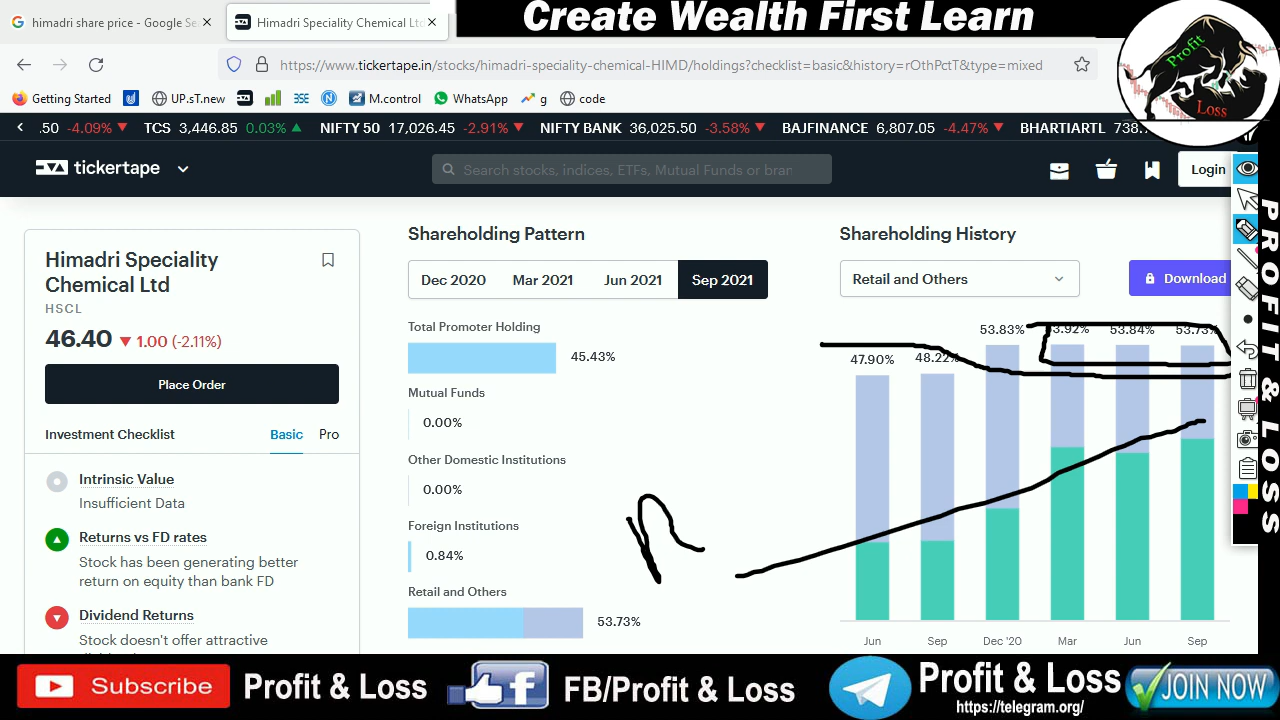 himadri share price - Google Se
Himadri Speciality Chemical Lt
Create Wealth First Learn
https://www.tickertape.in/stocks/himadri-speciality-chemical-HIMD/holdings?checklist=basic&history=rOthPctT&type=mixed
Getting Started
UP.sT.new
M.control
WhatsApp
g
code
.50 -4.09% TCS 3,446.85 0.03% NIFTY 50 17,026.45 -2.91% NIFTY BANK 36,025.50 -3.58% BAJFINANCE 6,807.05 -4.47% BHARTIARTL 738.
Profit
Loss
tickertape
Search stocks, indices, ETFs, Mutual Funds or bran
Login
Himadri Speciality
Chemical Ltd
HSCL
46.40 1.00 (-2.11%)
Place Order
Investment Checklist Basic Pro
Intrinsic Value
Insufficient Data
Returns vs FD rates
Stock has been generating better
return on equity than bank FD
Dividend Returns
Stock doesn't offer attractive
Shareholding Pattern
Dec 2020 Mar 2021 Jun 2021 Sep 2021
Total Promoter Holding
45.43%
Mutual Funds
0.00%
Other Domestic Institutions
0.00%
Foreign Institutions
0.84%
Retail and Others
53.73%
Shareholding History
Retail and Others
Download
47.90% 48.22% 53.83% 53.92% 53.84% 53.73%
Jun Sep Dec '20 Mar Jun Sep
PROFIT & LOSS
Subscribe
Profit & Loss
f
FB/Profit & Loss
Profit & Loss
https://telegram.org/
JOIN NOW